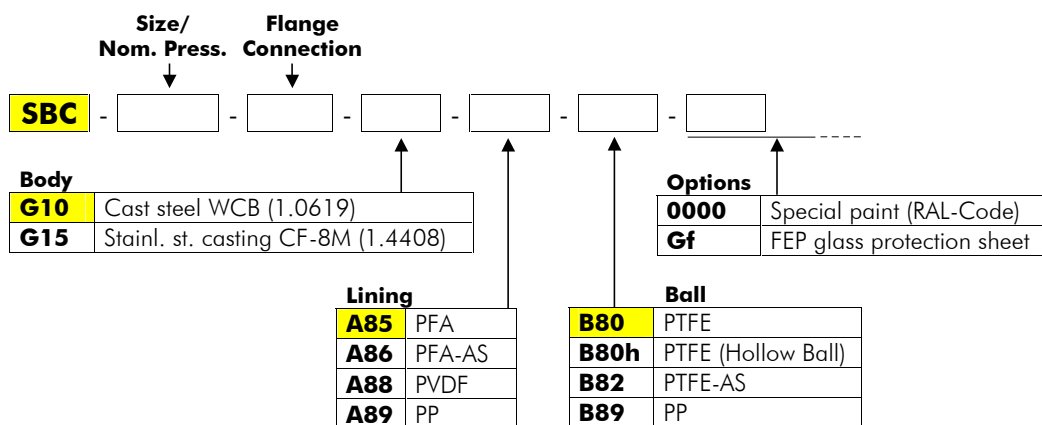 Size/ Flange
Nom. Press. Connection
SBC - - - - - -
Body
G10 Cast steel WCB (1.0619)
G15 Stainl. st. casting CF-8M (1.4408)
Options
0000 Special paint (RAL-Code)
Gf FEP glass protection sheet
Lining
A85 PFA
A86 PFA-AS
A88 PVDF
A89 PP
Ball
B80 PTFE
B80h PTFE (Hollow Ball)
B82 PTFE-AS
B89 PP